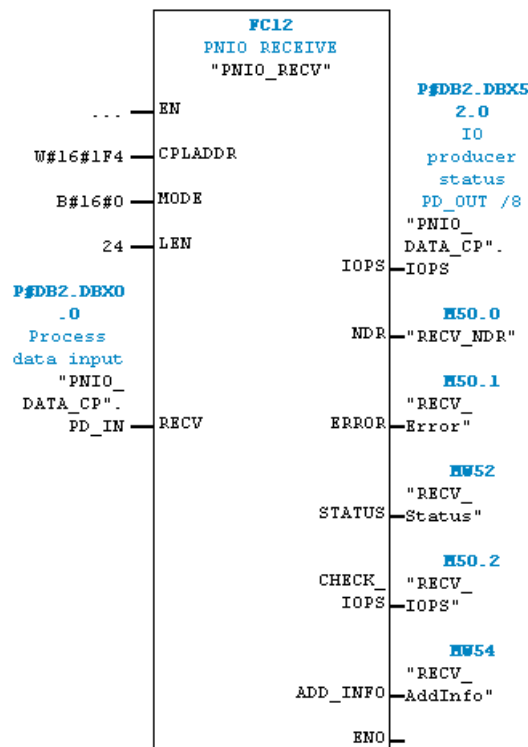 FC12
PNIO RECEIVE
"PNIO_RECV"
... EN
W#16#1F4 CPLADDR
B#16#0 MODE
24 LEN
P#DB2.DBX0
.0
Process
data input
"PNIO_
DATA_CP".
PD_IN RECV
P#DB2.DBX5
2.0
IO
producer
status
PD_OUT /8
"PNIO_
DATA_CP".
IOPS IOPS
M50.0
NDR "RECV_NDR"
M50.1
"RECV_
ERROR Error"
MW52
"RECV_
STATUS Status"
M50.2
CHECK_ "RECV_
IOPS IOPS"
MW54
"RECV_
ADD_INFO AddInfo"
ENO